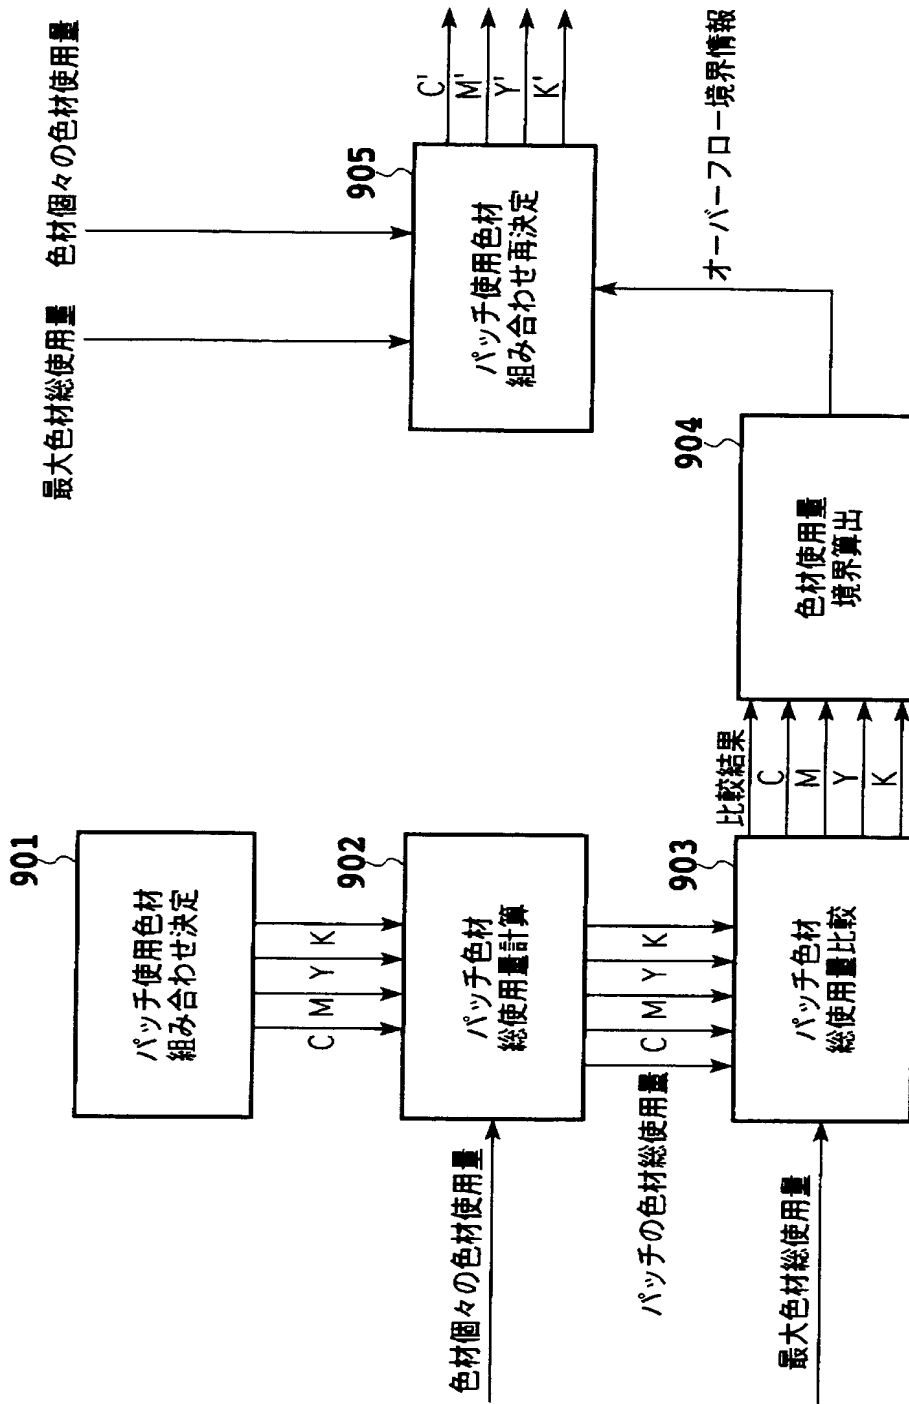 901
パッチ使用色材
組み合わせ決定
C
M
Y
K
色材個々の色材使用量
902
パッチ色材
総使用量計算
パッチの色材総使用量
C
M
Y
K
最大色材総使用量
903
パッチ色材
総使用量比較
比較結果
C
M
Y
K
904
色材使用量
境界算出
オーバーフロー境界情報
最大色材総使用量
色材個々の色材使用量
905
パッチ使用色材
組み合わせ再決定
C'
M'
Y'
K'